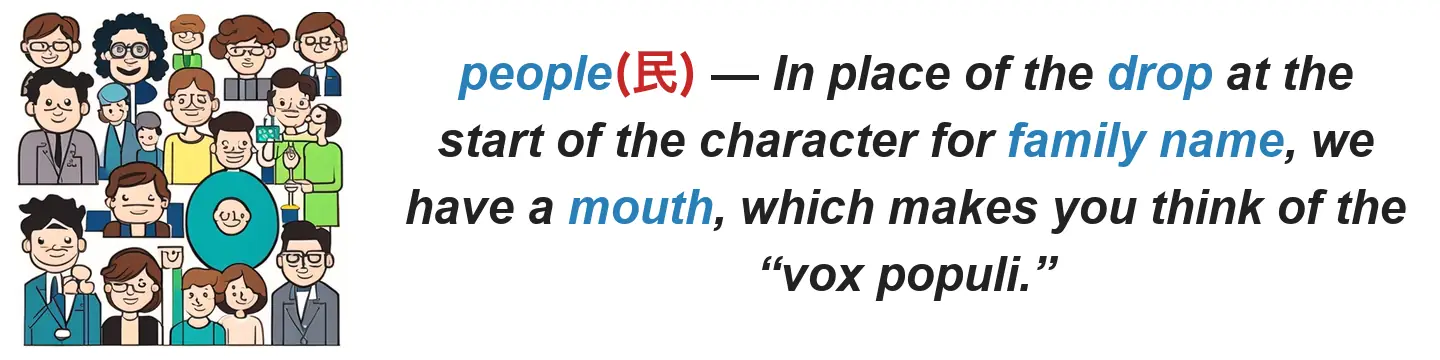 people(民) — In place of the drop at the
start of the character for family name, we
have a mouth, which makes you think of the
“vox populi.”